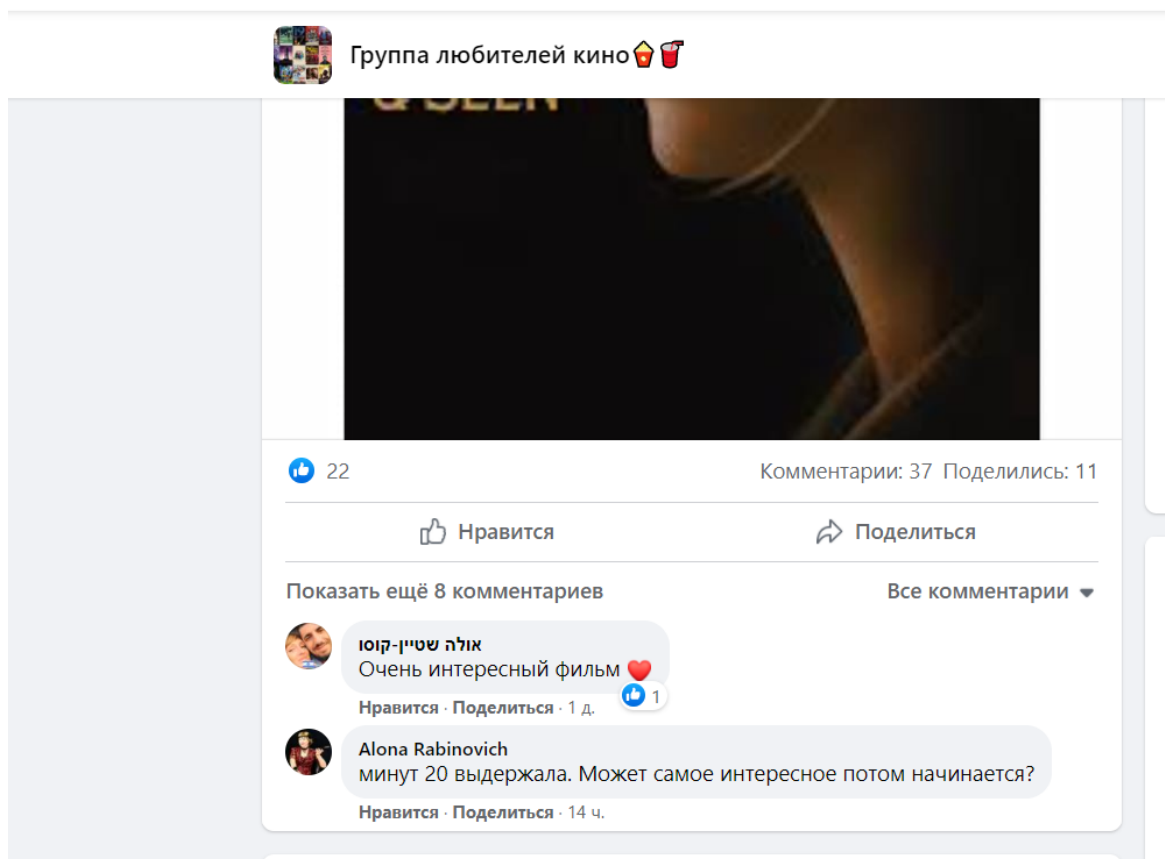 Группа любителей кино🍿🥤
QUEEN
22
Комментарии: 37 Поделились: 11
Нравится
Поделиться
Показать ещё 8 комментариев
Все комментарии
אולה שטיין-קוסו
Очень интересный фильм ❤️
1
Нравится · Поделиться · 1 д.
Alona Rabinovich
минут 20 выдержала. Может самое интересное потом начинается?
Нравится · Поделиться · 14 ч.